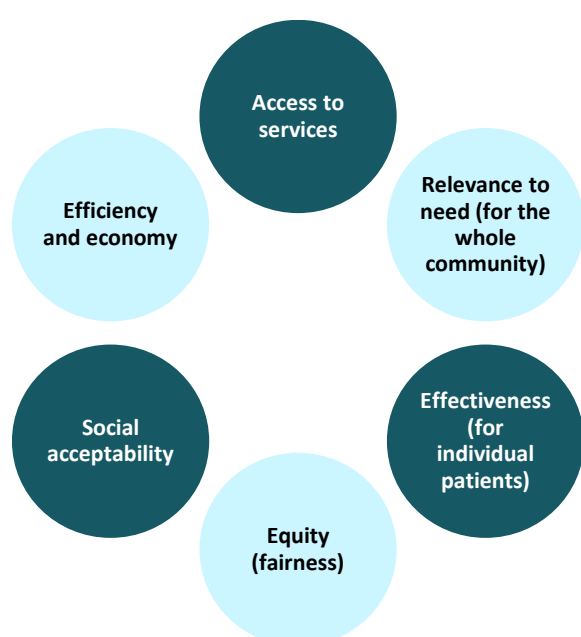 Access to
services
Relevance to
need (for the
whole
community)
Effectiveness
(for
individual
patients)
Equity
(fairness)
Social
acceptability
Efficiency
and economy